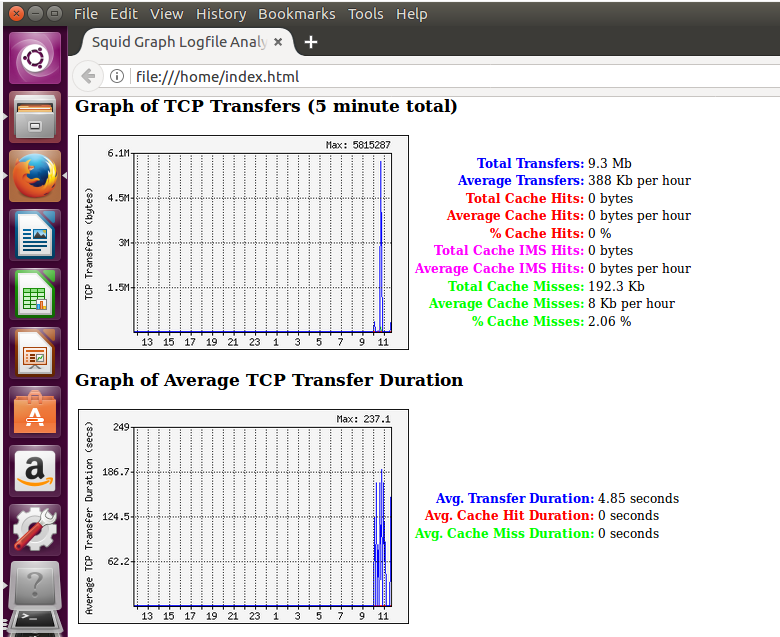 File Edit View History Bookmarks Tools Help
Squid Graph Logfile Analy
file:///home/index.html
Graph of TCP Transfers (5 minute total)
Max: 5815287
6.1M
4.5M
3M
1.5M
TCP Transfers (bytes)
13 15 17 19 21 23 1 3 5 7 9 11
Total Transfers: 9.3 Mb
Average Transfers: 388 Kb per hour
Total Cache Hits: 0 bytes
Average Cache Hits: 0 bytes per hour
% Cache Hits: 0 %
Total Cache IMS Hits: 0 bytes
Average Cache IMS Hits: 0 bytes per hour
Total Cache Misses: 192.3 Kb
Average Cache Misses: 8 Kb per hour
% Cache Misses: 2.06 %
Graph of Average TCP Transfer Duration
Max: 237.1
249
186.7
124.5
62.2
Average TCP Transfer Duration (secs)
13 15 17 19 21 23 1 3 5 7 9 11
Avg. Transfer Duration: 4.85 seconds
Avg. Cache Hit Duration: 0 seconds
Avg. Cache Miss Duration: 0 seconds